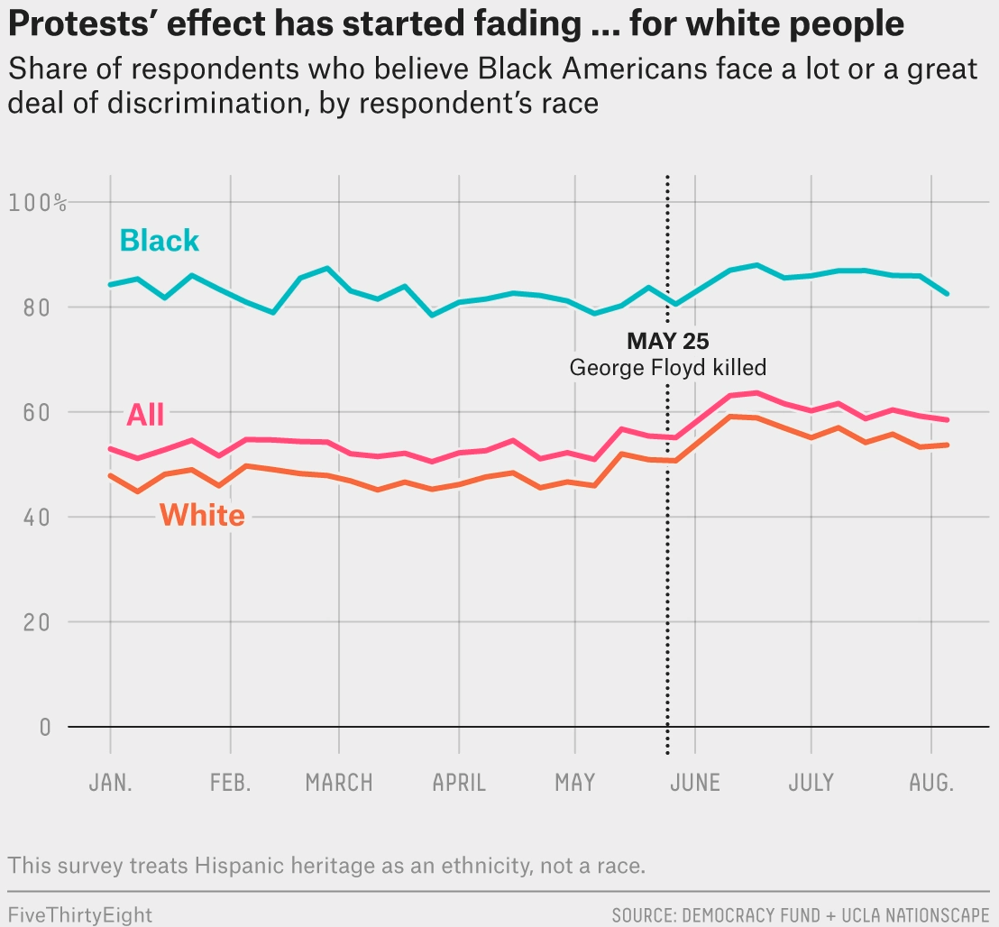 Protests’ effect has started fading ... for white people
Share of respondents who believe Black Americans face a lot or a great
deal of discrimination, by respondent’s race
100%
Black
80
MAY 25
George Floyd killed
60
All
40
White
20
0
JAN.
FEB.
MARCH
APRIL
MAY
JUNE
JULY
AUG.
This survey treats Hispanic heritage as an ethnicity, not a race.
FiveThirtyEight
SOURCE: DEMOCRACY FUND + UCLA NATIONSCAPE